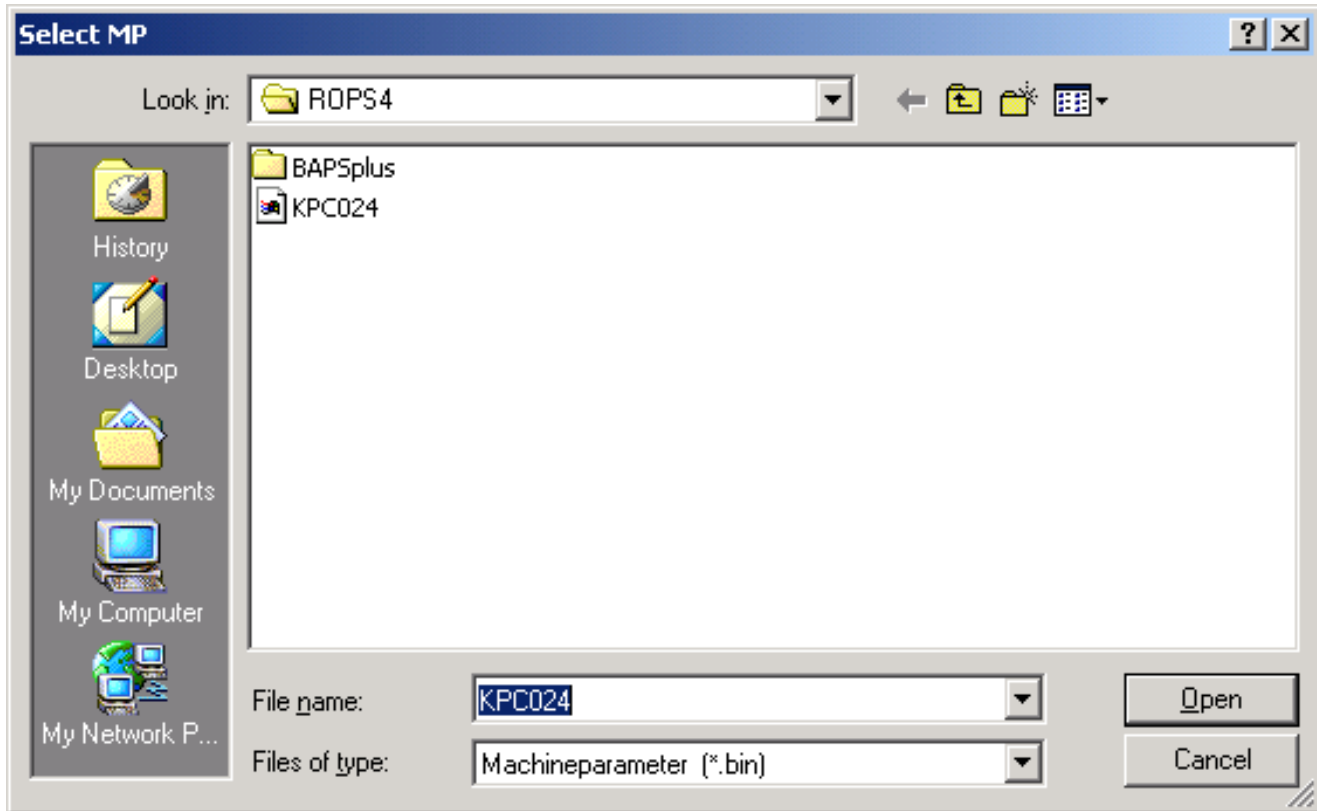 Select MP
Look in: ROPS4
BAPSplus
KPC024
History
Desktop
My Documents
My Computer
My Network P...
File name: KPC024 Open
Files of type: Machineparameter (*.bin) Cancel